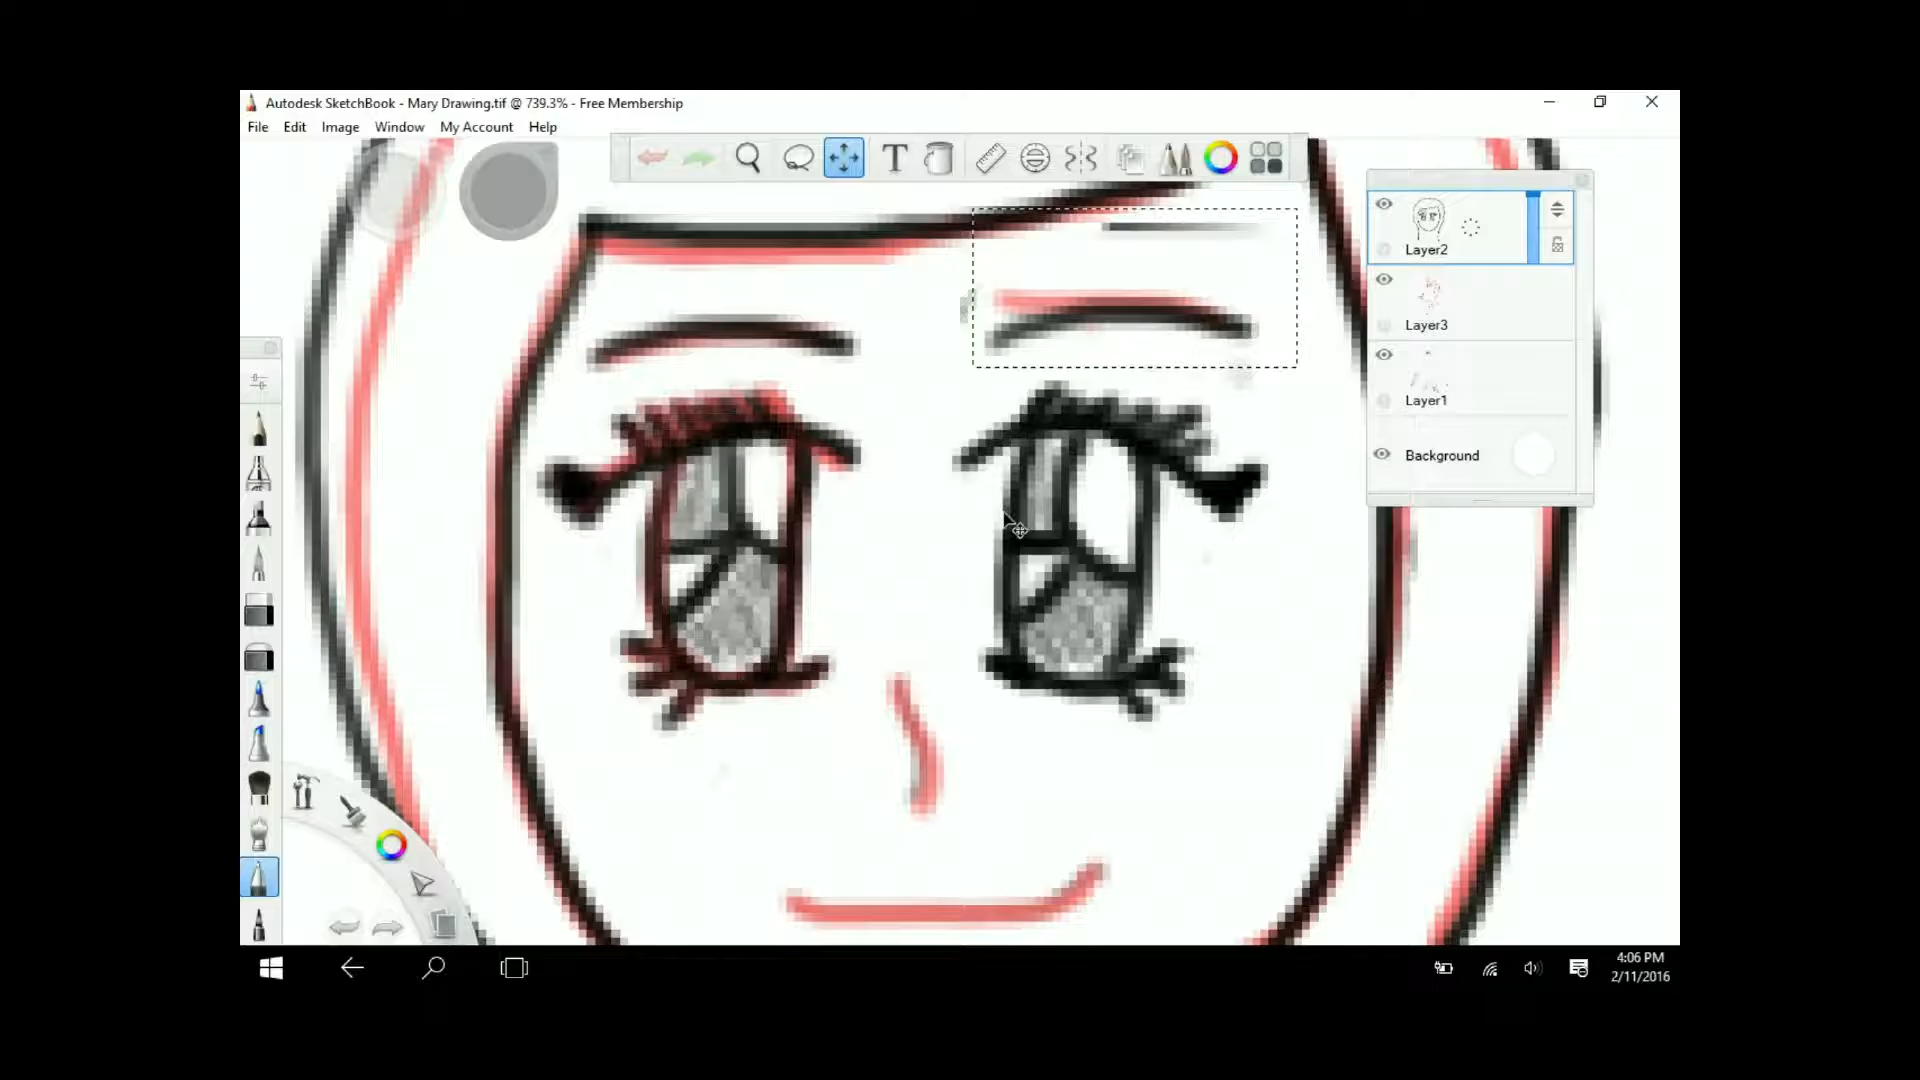 Autodesk SketchBook - Mary Drawing.tif @ 739.3% - Free Membership
File Edit Image Window My Account Help
T
Layer2
Layer3
Layer1
Background
4:06 PM
2/11/2016